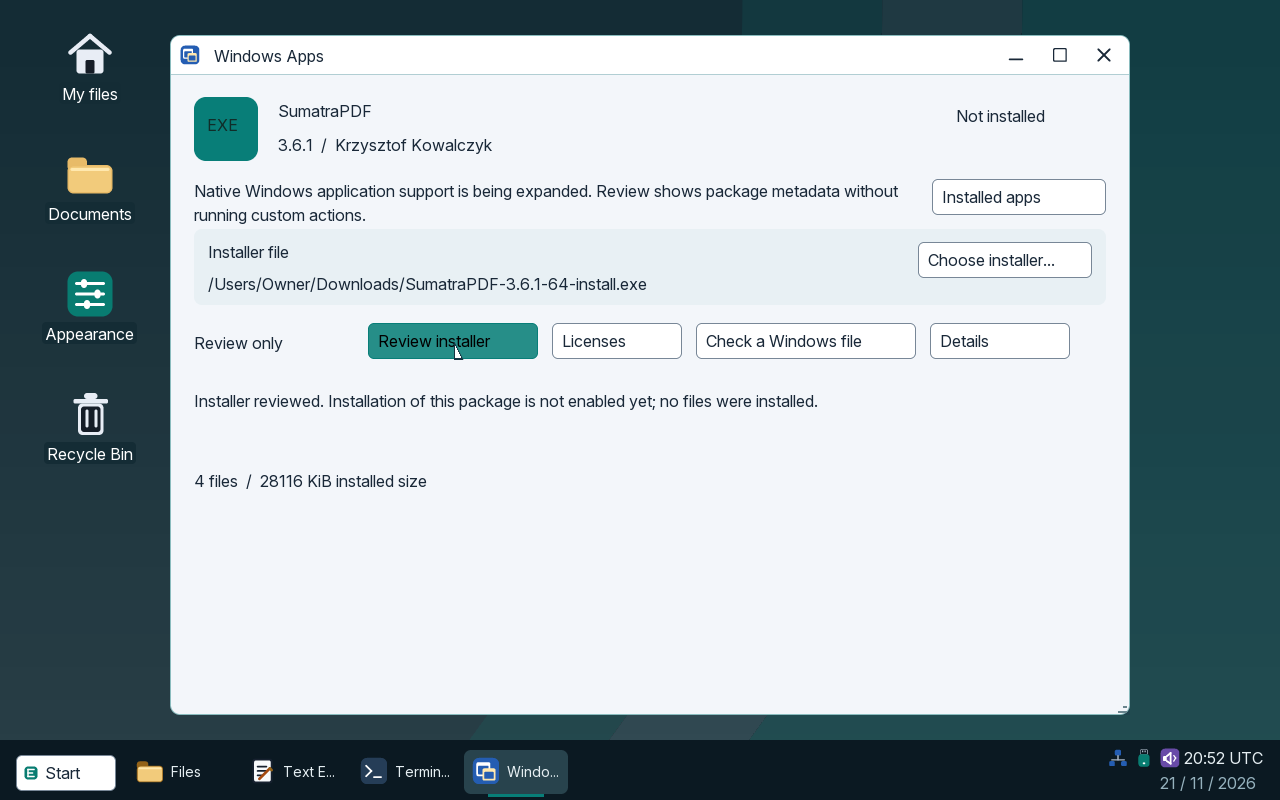 My files
Documents
Appearance
Recycle Bin
Windows Apps
EXE
SumatraPDF
3.6.1 / Krzysztof Kowalczyk
Not installed
Native Windows application support is being expanded. Review shows package metadata without
running custom actions.
Installed apps
Installer file
/Users/Owner/Downloads/SumatraPDF-3.6.1-64-install.exe
Choose installer...
Review only
Review installer
Licenses
Check a Windows file
Details
Installer reviewed. Installation of this package is not enabled yet; no files were installed.
4 files / 28116 KiB installed size
Start
Files
Text E...
Termin...
Windo...
20:52 UTC
21 / 11 / 2026